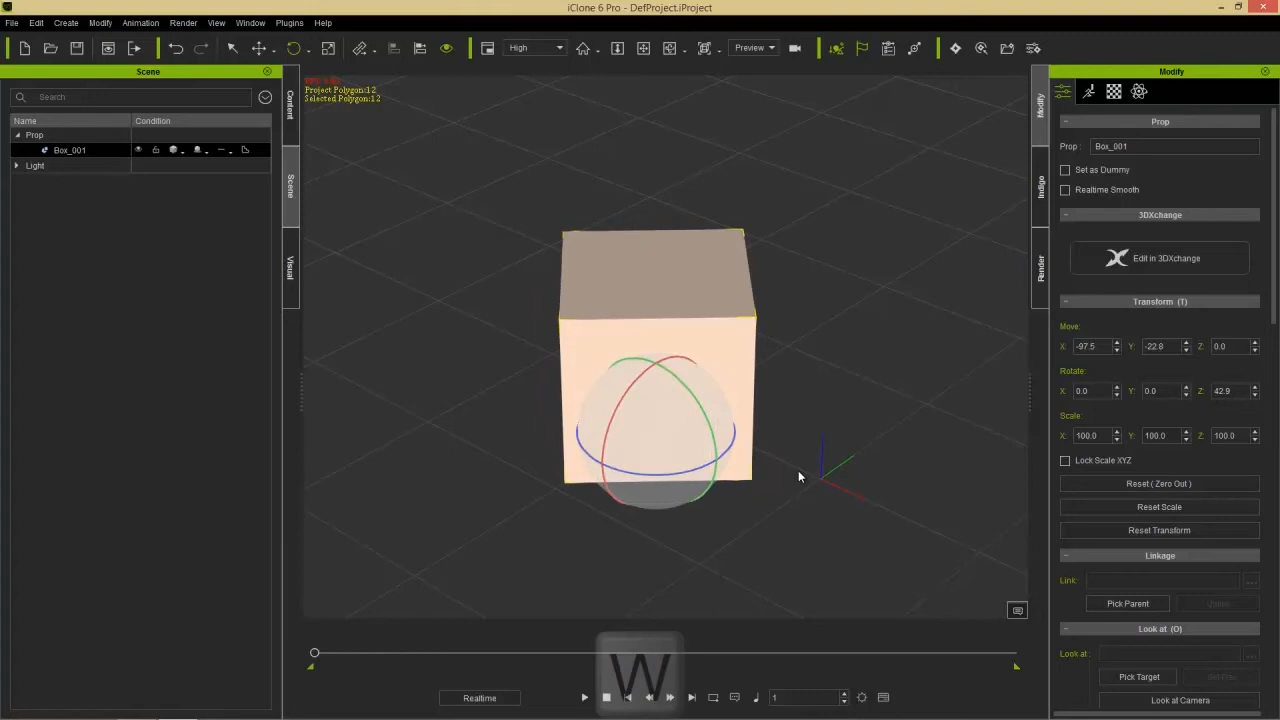 iClone 6 Pro - DefProject.iProject
File Edit Create Modify Animation Render View Window Plugins Help
High
Preview
Scene
Search
Name Condition
Prop
Box_001
Light
Content
Scene
Visual
Project Polygon:12
Selected Polygon:12
W
Realtime
1
Modify
Indigo
Render
Modify
Prop
Prop : Box_001
Set as Dummy
Realtime Smooth
3DXchange
Edit in 3DXchange
Transform (T)
Move:
X: -97.5 Y: -22.8 Z: 0.0
Rotate:
X: 0.0 Y: 0.0 Z: 42.9
Scale:
X: 100.0 Y: 100.0 Z: 100.0
Lock Scale XYZ
Reset ( Zero Out )
Reset Scale
Reset Transform
Linkage
Link:
Pick Parent
Look at (O)
Look at :
Pick Target
Look at Camera